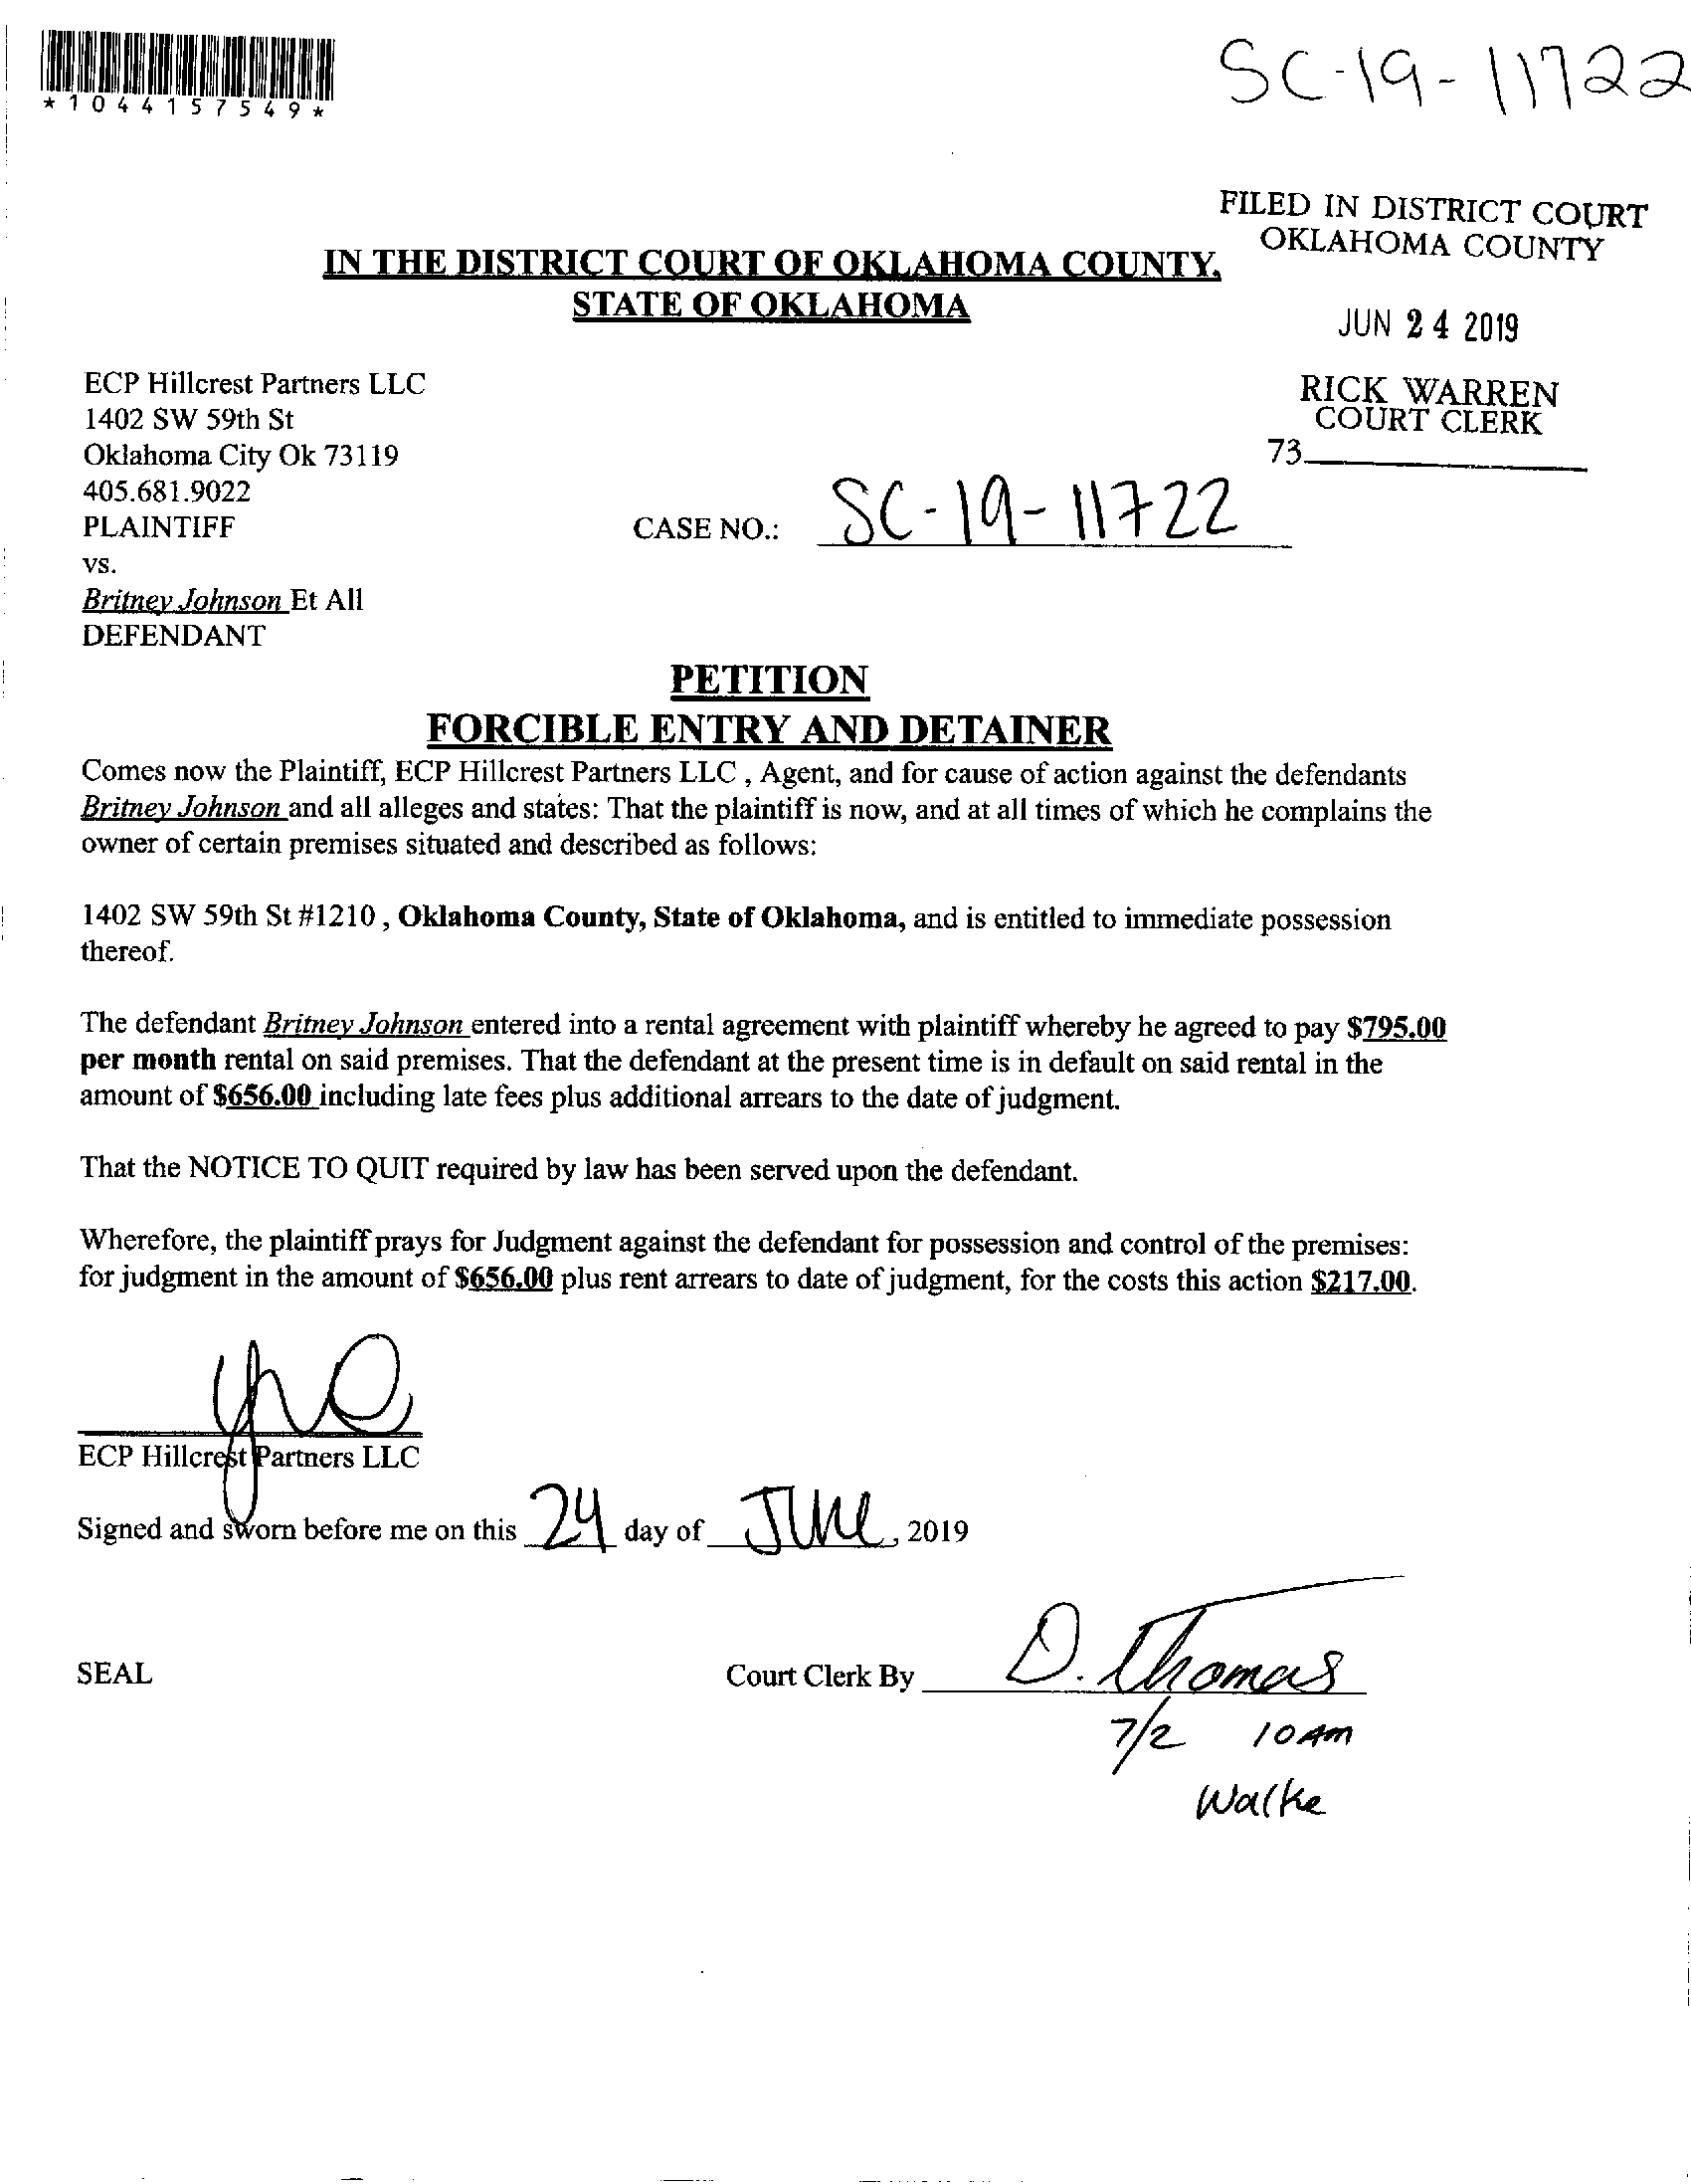 *1044157549*
SC-19-11722
FILED IN DISTRICT COURT
OKLAHOMA COUNTY
JUN 24 2019
RICK WARREN
COURT CLERK
73
IN THE DISTRICT COURT OF OKLAHOMA COUNTY,
STATE OF OKLAHOMA
ECP Hillcrest Partners LLC
1402 SW 59th St
Oklahoma City Ok 73119
405.681.9022
PLAINTIFF
CASE NO.: SC-19-11722
vs.
Britney Johnson Et All
DEFENDANT
PETITION
FORCIBLE ENTRY AND DETAINER
Comes now the Plaintiff, ECP Hillcrest Partners LLC , Agent, and for cause of action against the defendants
Britney Johnson and all alleges and states: That the plaintiff is now, and at all times of which he complains the
owner of certain premises situated and described as follows:
1402 SW 59th St #1210 , Oklahoma County, State of Oklahoma, and is entitled to immediate possession
thereof.
The defendant Britney Johnson entered into a rental agreement with plaintiff whereby he agreed to pay $795.00
per month rental on said premises. That the defendant at the present time is in default on said rental in the
amount of $656.00 including late fees plus additional arrears to the date of judgment.
That the NOTICE TO QUIT required by law has been served upon the defendant.
Wherefore, the plaintiff prays for Judgment against the defendant for possession and control of the premises:
for judgment in the amount of $656.00 plus rent arrears to date of judgment, for the costs this action $217.00.
ECP Hillcrest Partners LLC
Signed and sworn before me on this 24 day of June, 2019
SEAL
Court Clerk By D. Thomas
7/2 10 AM
Walke